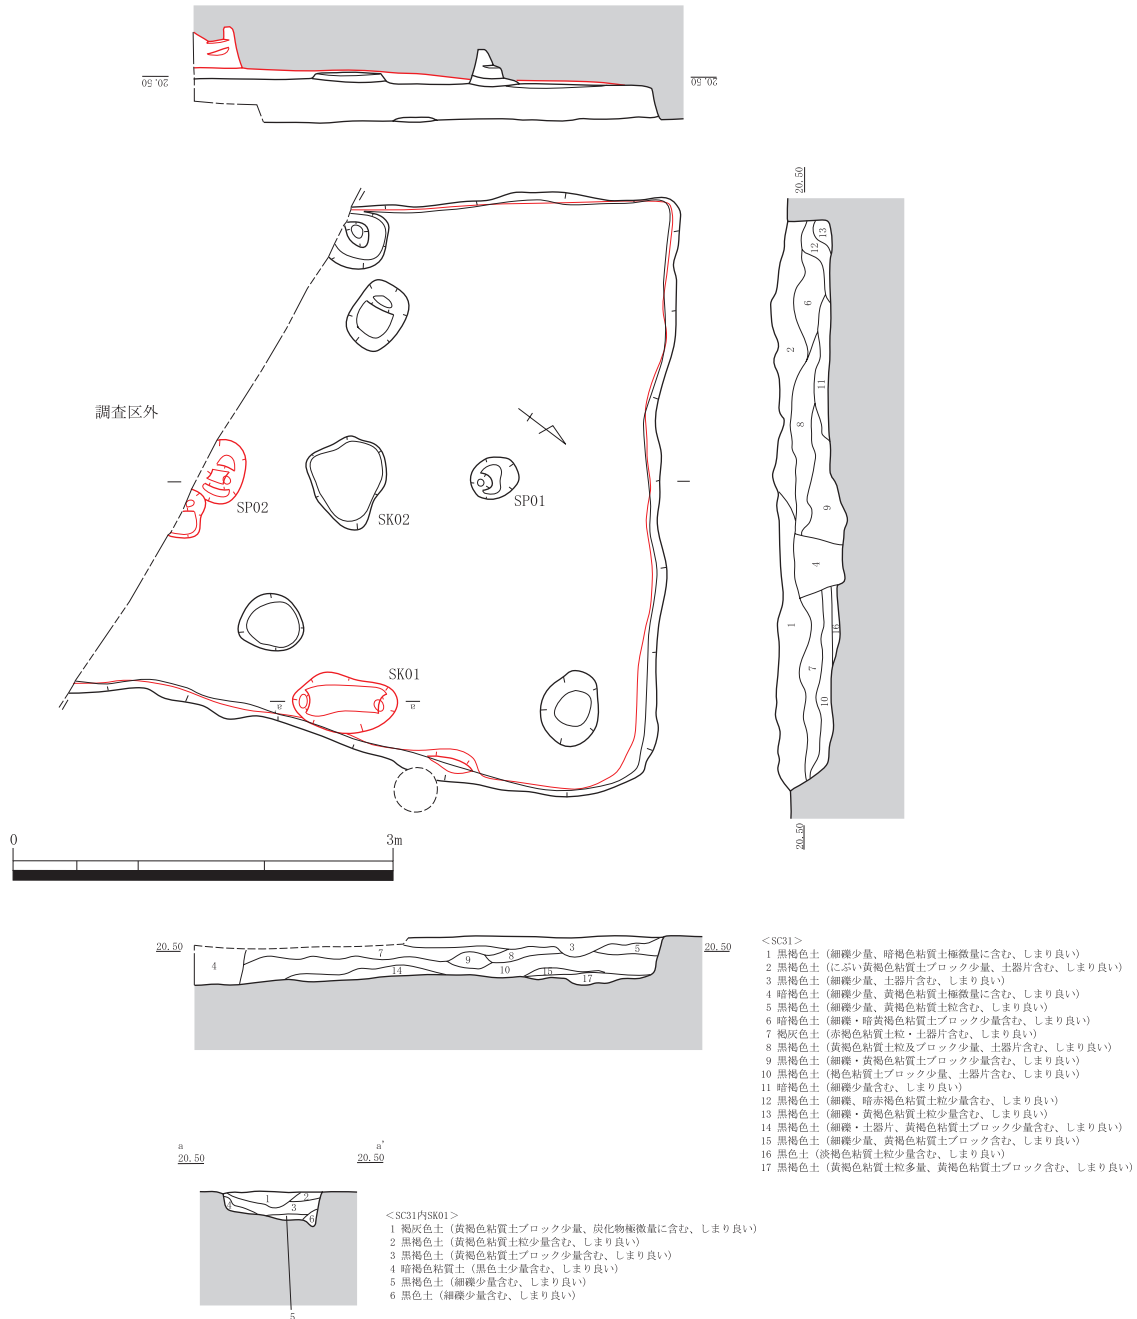 20.50
20.50
20.50
13
12
6
2
11
8
調査区外
SP02
SK02
SP01
9
4
1
16
SK01
7
a
a
10
20.50
0
3m
20.50
20.50
7
3
5
8
4
9
14
10
15
17
<SC31>
1 黒褐色土（細礫少量、暗褐色粘質土極微量に含む、しまり良い）
2 黒褐色土（にぶい黄褐色粘質土ブロック少量、土器片含む、しまり良い）
3 黒褐色土（細礫少量、土器片含む、しまり良い）
4 暗褐色土（細礫少量、黄褐色粘質土極微量に含む、しまり良い）
5 黒褐色土（細礫少量、黄褐色粘質土粒含む、しまり良い）
6 暗褐色土（細礫・暗黄褐色粘質土ブロック少量含む、しまり良い）
7 褐灰色土（赤褐色粘質土粒・土器片含む、しまり良い）
8 黒褐色土（黄褐色粘質土粒及ブロック少量、土器片含む、しまり良い）
9 黒褐色土（細礫・黄褐色粘質土ブロック少量含む、しまり良い）
10 黒褐色土（褐色粘質土ブロック少量、土器片含む、しまり良い）
11 暗褐色土（細礫少量含む、しまり良い）
12 黒褐色土（細礫、暗赤褐色粘質土粒少量含む、しまり良い）
13 黒褐色土（細礫・黄褐色粘質土粒少量含む、しまり良い）
14 黒褐色土（細礫・土器片、黄褐色粘質土ブロック少量含む、しまり良い）
15 黒褐色土（細礫少量、黄褐色粘質土ブロック含む、しまり良い）
16 黒色土（淡褐色粘質土粒少量含む、しまり良い）
17 黒褐色土（黄褐色粘質土粒多量、黄褐色粘質土ブロック含む、しまり良い）
a
a'
20.50
20.50
1
2
4
3
6
5
<SC31内SK01>
1 褐灰色土（黄褐色粘質土ブロック少量、炭化物極微量に含む、しまり良い）
2 黒褐色土（黄褐色粘質土粒少量含む、しまり良い）
3 黒褐色土（黄褐色粘質土ブロック少量含む、しまり良い）
4 暗褐色粘質土（黒色土少量含む、しまり良い）
5 黒褐色土（細礫少量含む、しまり良い）
6 黒色土（細礫少量含む、しまり良い）